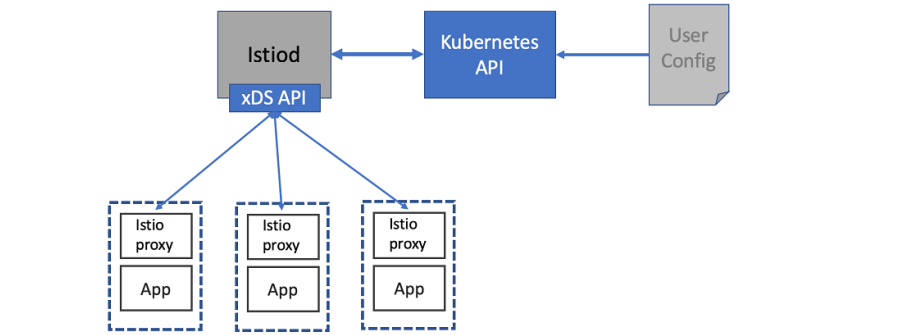 Istiod
xDS API
Kubernetes
API
User
Config
Istio
proxy
App
Istio
proxy
App
Istio
proxy
App